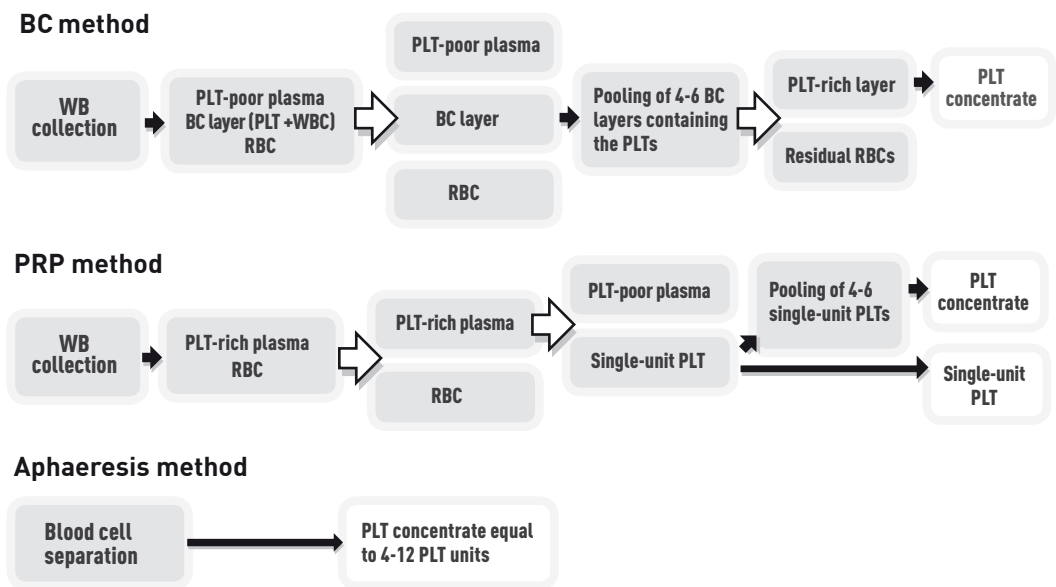 BC method
WB
collection
PLT-poor plasma
BC layer (PLT +WBC)
RBC
PLT-poor plasma
BC layer
RBC
Pooling of 4-6 BC
layers containing
the PLTs
PLT-rich layer
Residual RBCs
PLT
concentrate
PRP method
WB
collection
PLT-rich plasma
RBC
PLT-rich plasma
RBC
PLT-poor plasma
Single-unit PLT
Pooling of 4-6
single-unit PLTs
PLT
concentrate
Single-unit
PLT
Aphaeresis method
Blood cell
separation
PLT concentrate equal
to 4-12 PLT units